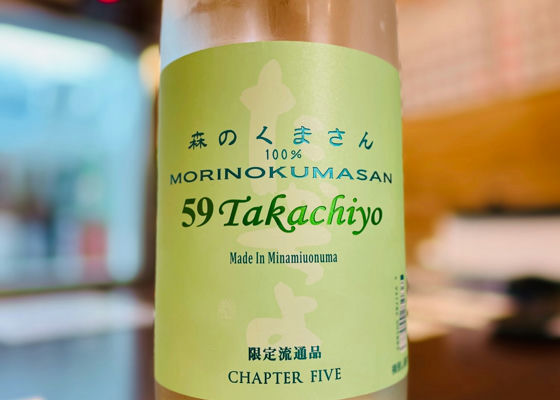 森のくまさん
100%
MORINOKUMASAN
59 Takachiyo
Made In Minamiuonuma
限定流通品
CHAPTER FIVE